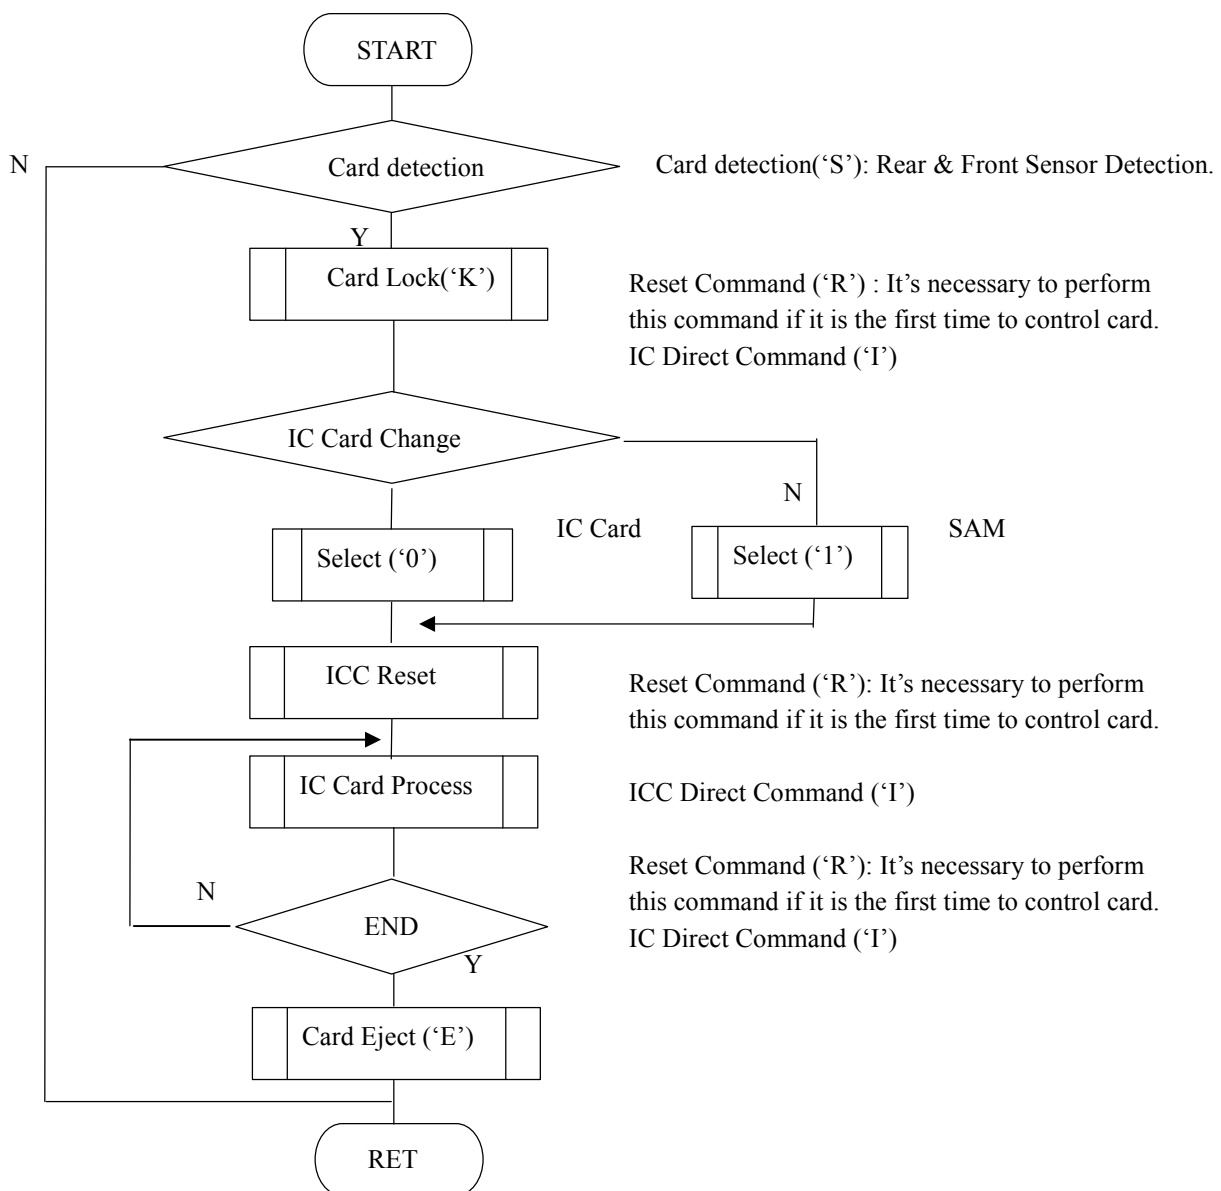 START
N
Card detection
Card detection(‘S’): Rear & Front Sensor Detection.
Y
Card Lock(‘K’)
Reset Command (‘R’) : It’s necessary to perform
this command if it is the first time to control card.
IC Direct Command (‘I’)
IC Card Change
N
IC Card
SAM
Select (‘0’)
Select (‘1’)
ICC Reset
Reset Command (‘R’): It’s necessary to perform
this command if it is the first time to control card.
IC Card Process
ICC Direct Command (‘I’)
Reset Command (‘R’): It’s necessary to perform
this command if it is the first time to control card.
IC Direct Command (‘I’)
N
END
Y
Card Eject (‘E’)
RET